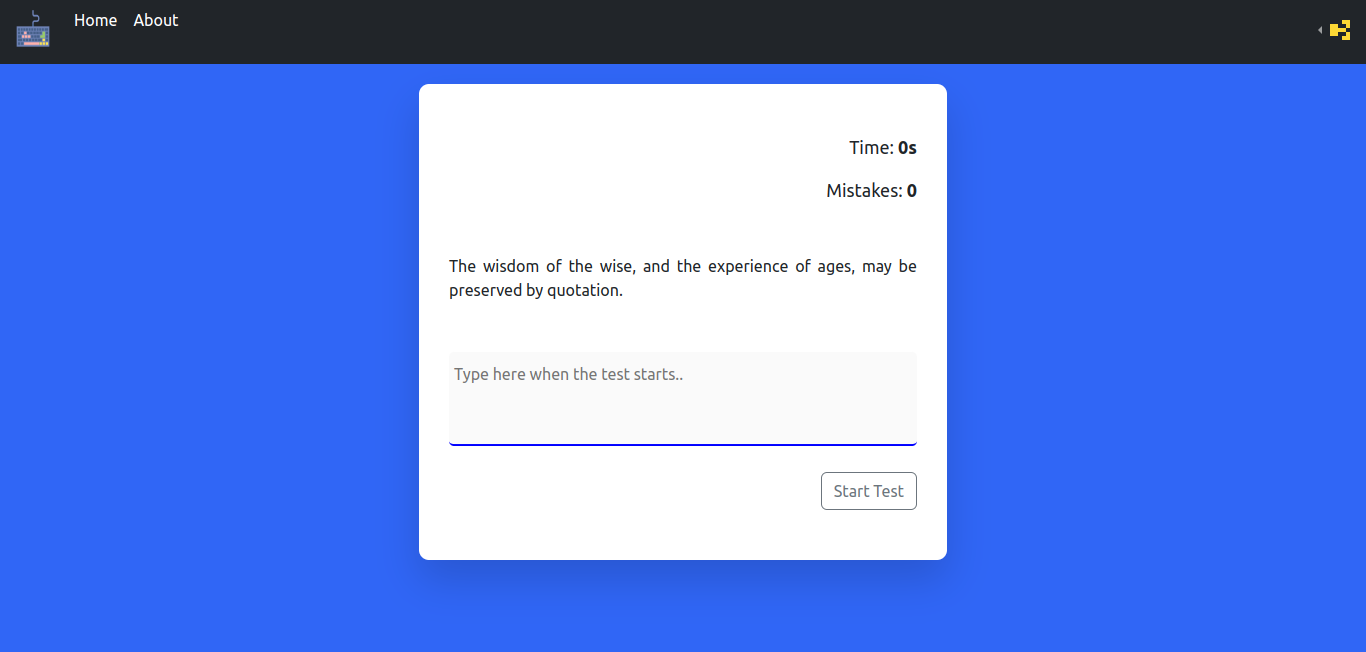 Home About
Time: 0s
Mistakes: 0
The wisdom of the wise, and the experience of ages, may be
preserved by quotation.
Type here when the test starts..
Start Test